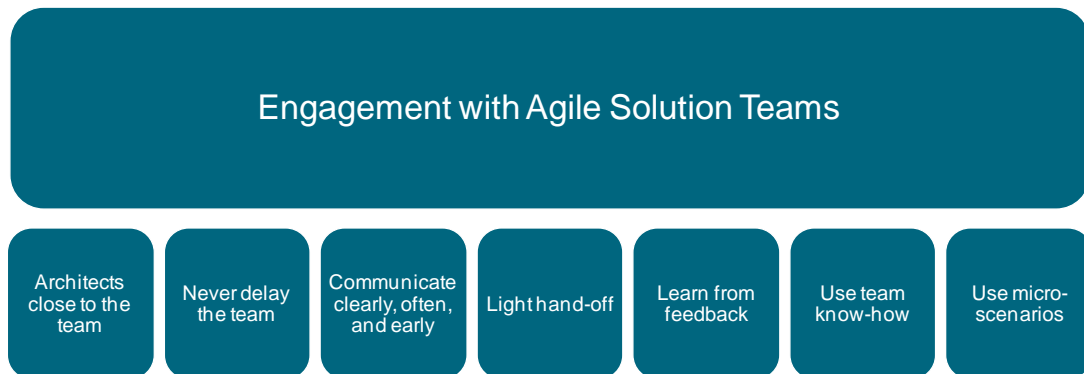 Engagement with Agile Solution Teams
Architects
close to the
team
Never delay
the team
Communicate
clearly, often,
and early
Light hand-off
Learn from
feedback
Use team
know-how
Use micro-
scenarios